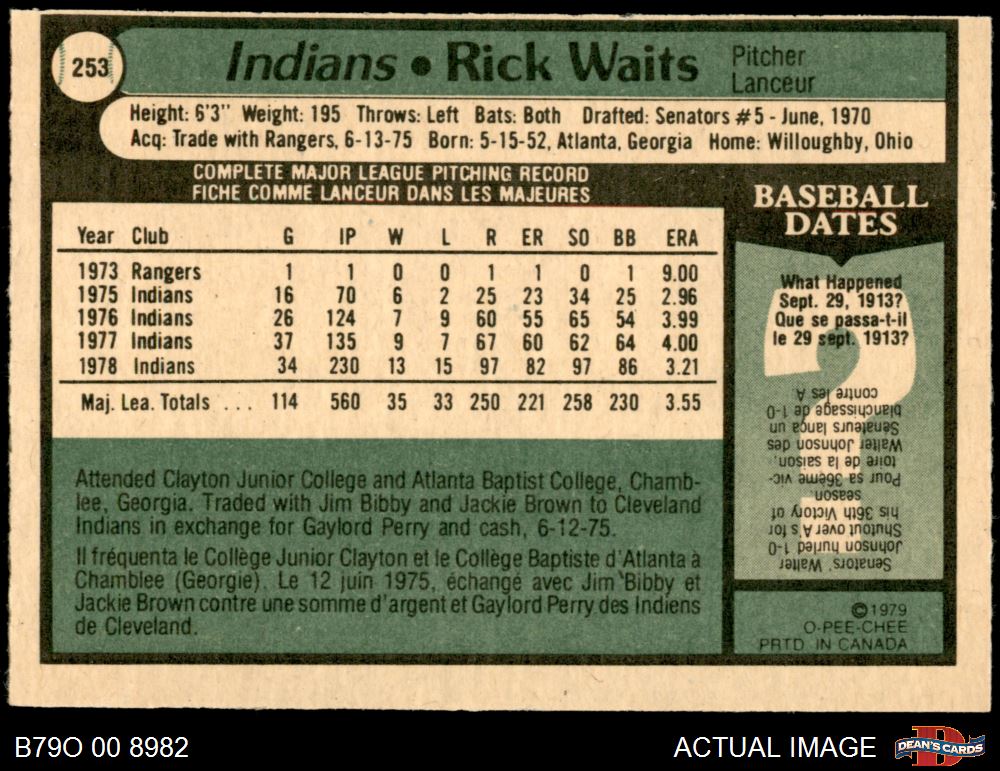 253
Indians • Rick Waits
Pitcher
Lanceur
Height: 6'3" Weight: 195 Throws: Left Bats: Both Drafted: Senators #5 - June, 1970
Acq: Trade with Rangers, 6-13-75 Born: 5-15-52, Atlanta, Georgia Home: Willoughby, Ohio
COMPLETE MAJOR LEAGUE PITCHING RECORD
FICHE COMME LANCEUR DANS LES MAJEURES
Year Club G IP W L R ER SO BB ERA
1973 Rangers 1 1 0 0 1 1 0 1 9.00
1975 Indians 16 70 6 2 25 23 34 25 2.96
1976 Indians 26 124 7 9 60 55 65 54 3.99
1977 Indians 37 135 9 7 67 60 62 64 4.00
1978 Indians 34 230 13 15 97 82 97 86 3.21
Maj. Lea. Totals ... 114 560 35 33 250 221 258 230 3.55
Attended Clayton Junior College and Atlanta Baptist College, Chamb-
lee, Georgia. Traded with Jim Bibby and Jackie Brown to Cleveland
Indians in exchange for Gaylord Perry and cash, 6-12-75.
Il fréquenta le Collège Junior Clayton et le Collège Baptiste d'Atlanta à
Chamblee (Georgie). Le 12 juin 1975, échangé avec Jim Bibby et
Jackie Brown contre une somme d'argent et Gaylord Perry des Indiens
de Cleveland.
BASEBALL
DATES
What Happened
Sept. 29, 1913?
Que se passa-t-il
le 29 sept. 1913?
Senators' Walter
Johnson hurled 1-0
Shutout over A's for
his 36th Victory of
season
Pour sa 36ème vic-
toire de la saison,
Walter Johnson des
Sénateurs lança un
blanchissage de 1-0
contre les A
©1979
O-PEE-CHEE
PRTD IN CANADA
B79O 00 8982
ACTUAL IMAGE
D
DEAN'S CARDS